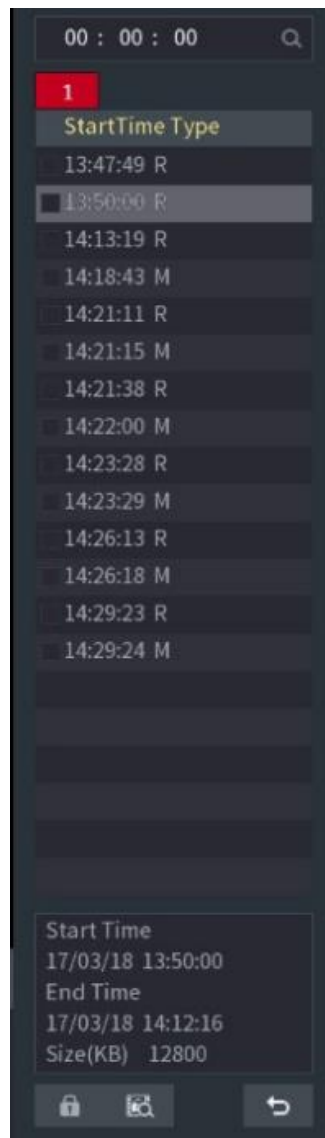 00 : 00 : 00
1
StartTime Type
13:47:49 R
13:50:00 R
14:13:19 R
14:18:43 M
14:21:11 R
14:21:15 M
14:21:38 R
14:22:00 M
14:23:28 R
14:23:29 M
14:26:13 R
14:26:18 M
14:29:23 R
14:29:24 M
Start Time
17/03/18 13:50:00
End Time
17/03/18 14:12:16
Size(KB) 12800